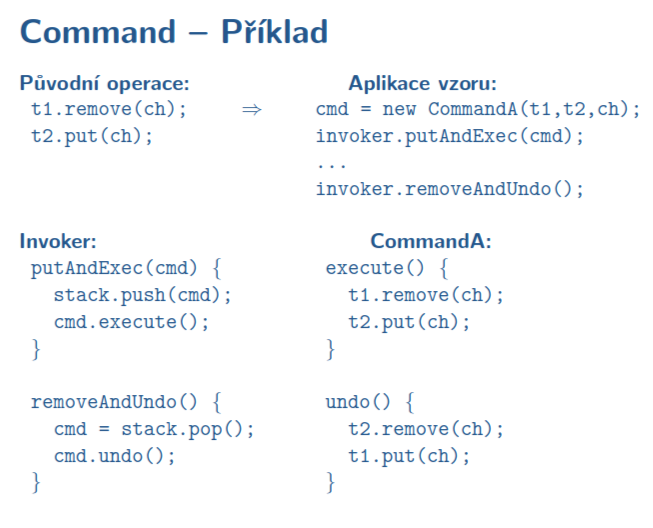 Command – Příklad
Původní operace:
t1.remove(ch); ⇒
t2.put(ch);
Aplikace vzoru:
cmd = new CommandA(t1,t2,ch);
invoker.putAndExec(cmd);
...
invoker.removeAndUndo();
Invoker:
putAndExec(cmd) {
stack.push(cmd);
cmd.execute();
}
removeAndUndo() {
cmd = stack.pop();
cmd.undo();
}
CommandA:
execute() {
t1.remove(ch);
t2.put(ch);
}
undo() {
t2.remove(ch);
t1.put(ch);
}